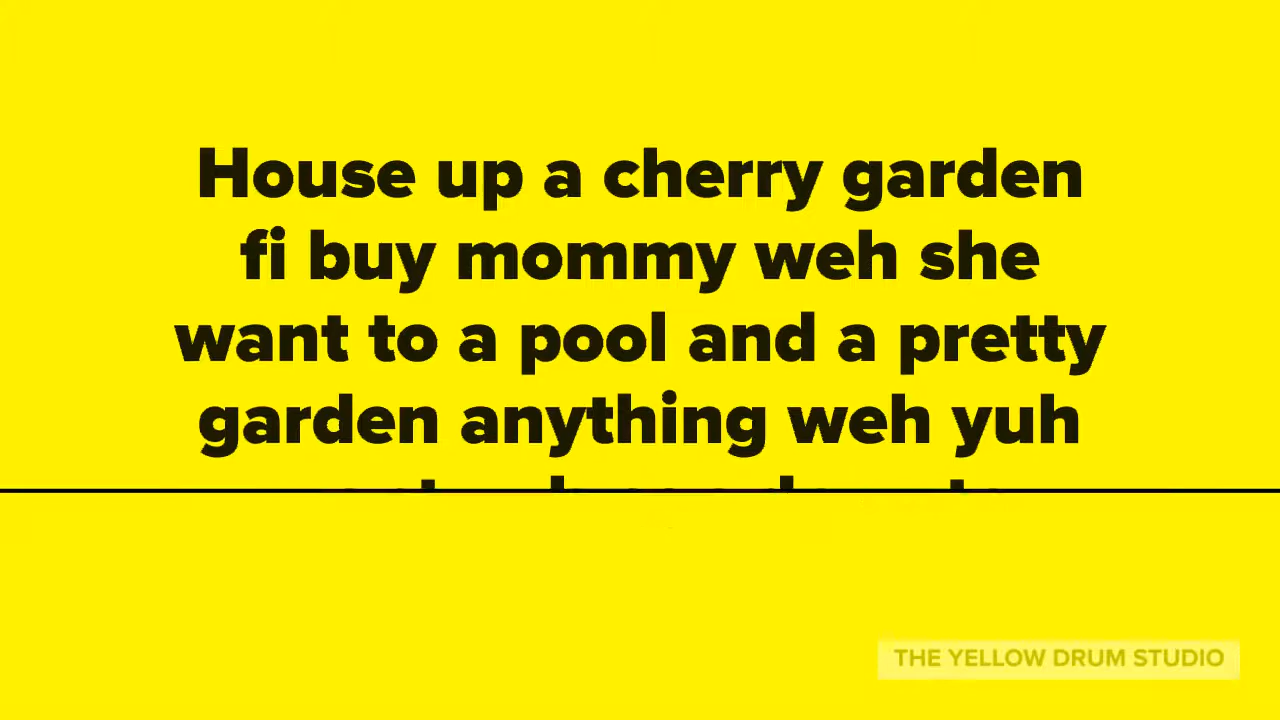 House up a cherry garden
fi buy mommy weh she
want to a pool and a pretty
garden anything weh yuh
THE YELLOW DRUM STUDIO